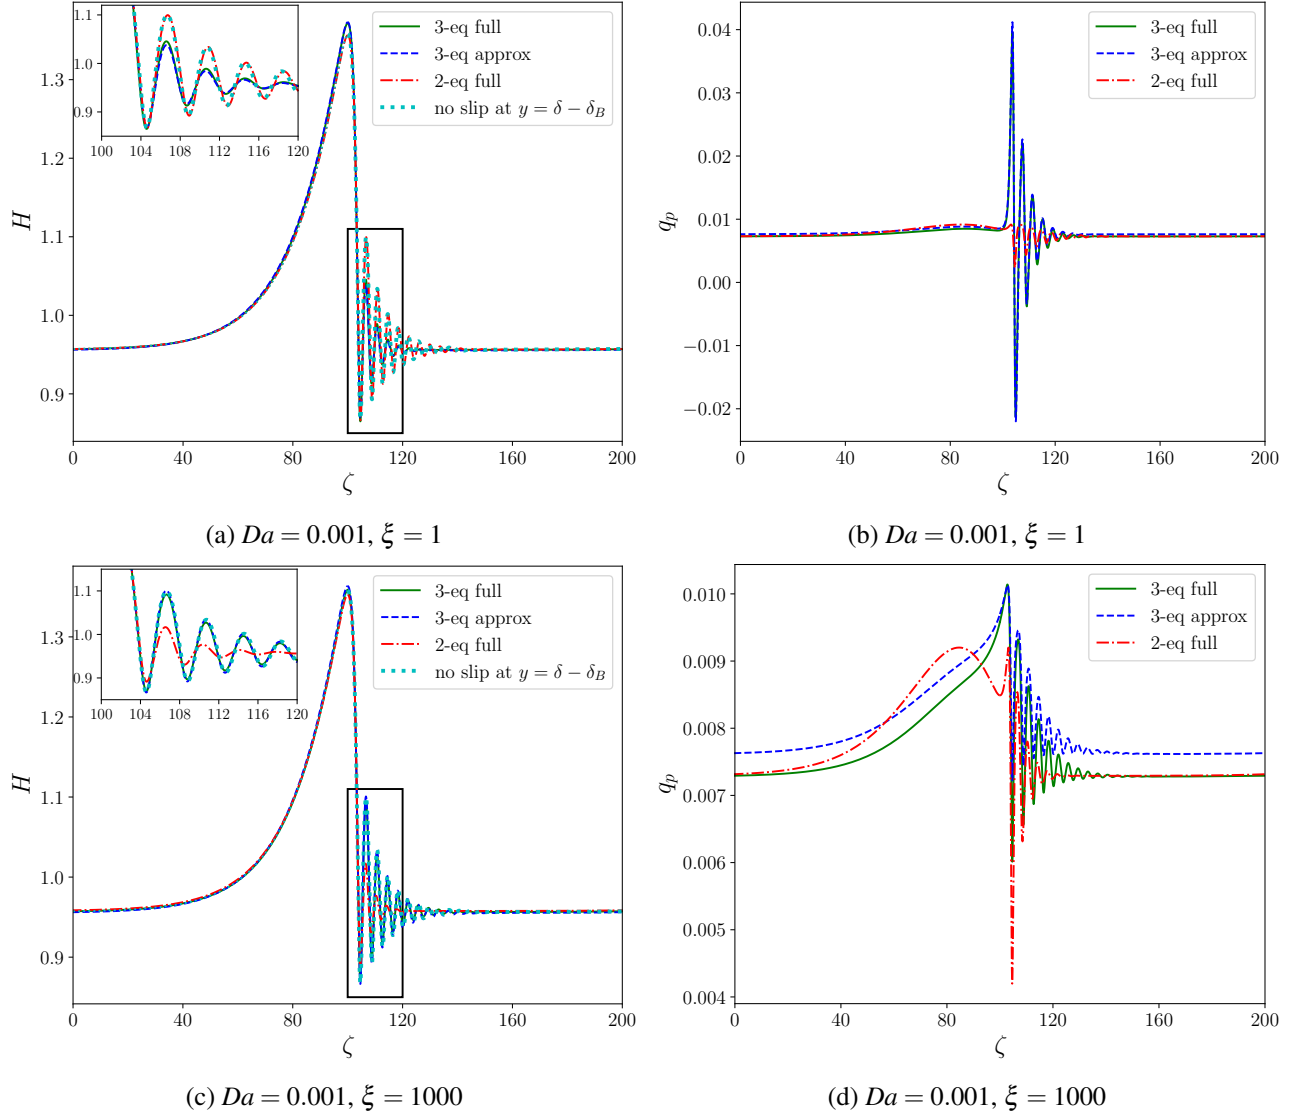 1.1
1.0
0.9
100 104 108 112 116 120
3-eq full
3-eq approx
2-eq full
no slip at y = δ − δ_B
1.3
1.2
1.1
1.0
0.9
H
0 40 80 120 160 200
ζ
(a) Da = 0.001, ξ = 1
3-eq full
3-eq approx
2-eq full
0.04
0.03
0.02
0.01
0.00
−0.01
−0.02
q_p
0 40 80 120 160 200
ζ
(b) Da = 0.001, ξ = 1
1.1
1.0
0.9
100 104 108 112 116 120
3-eq full
3-eq approx
2-eq full
no slip at y = δ − δ_B
1.3
1.2
1.1
1.0
0.9
H
0 40 80 120 160 200
ζ
(c) Da = 0.001, ξ = 1000
3-eq full
3-eq approx
2-eq full
0.010
0.009
0.008
0.007
0.006
0.005
0.004
q_p
0 40 80 120 160 200
ζ
(d) Da = 0.001, ξ = 1000